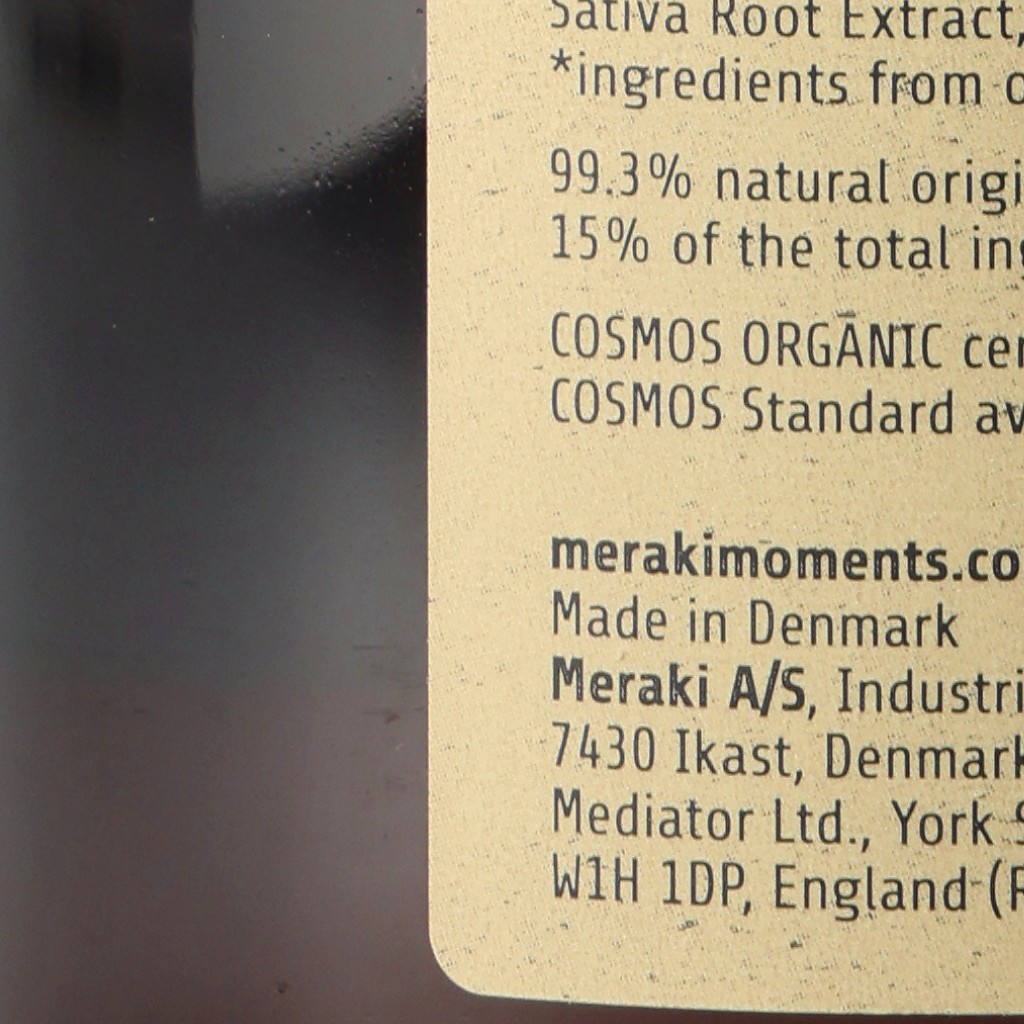 Sativa Root Extract,
*ingredients from
99.3% natural origi
15% of the total in
COSMOS ORGANIC cer
COSMOS Standard av
merakimoments.co
Made in Denmark
Meraki A/S, Industri
7430 Ikast, Denmark
Mediator Ltd., York
W1H 1DP, England (